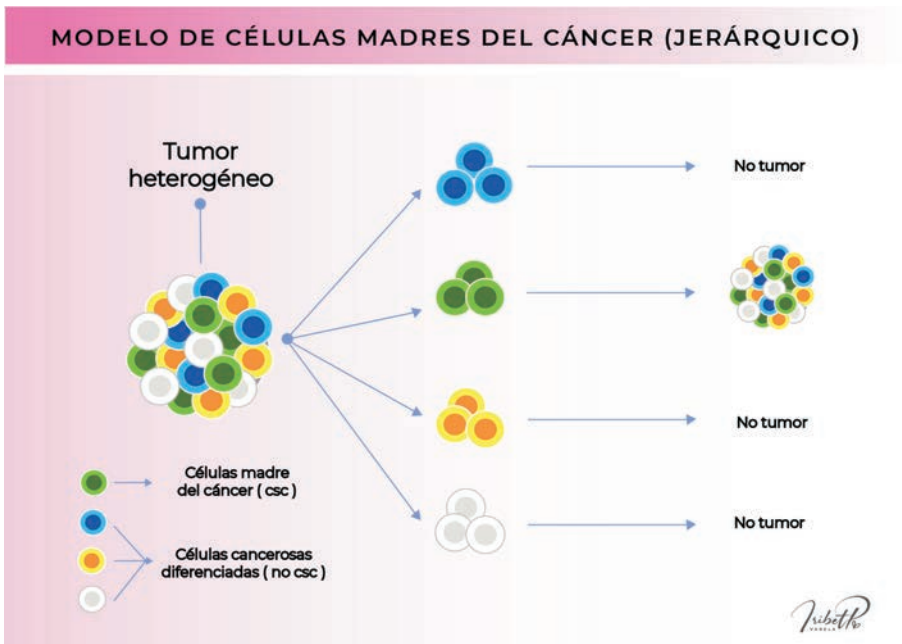 MODELO DE CÉLULAS MADRES DEL CÁNCER (JERÁRQUICO)
Tumor
heterogéneo
No tumor
No tumor
No tumor
Células madre
del cáncer ( csc )
Células cancerosas
diferenciadas ( no csc )